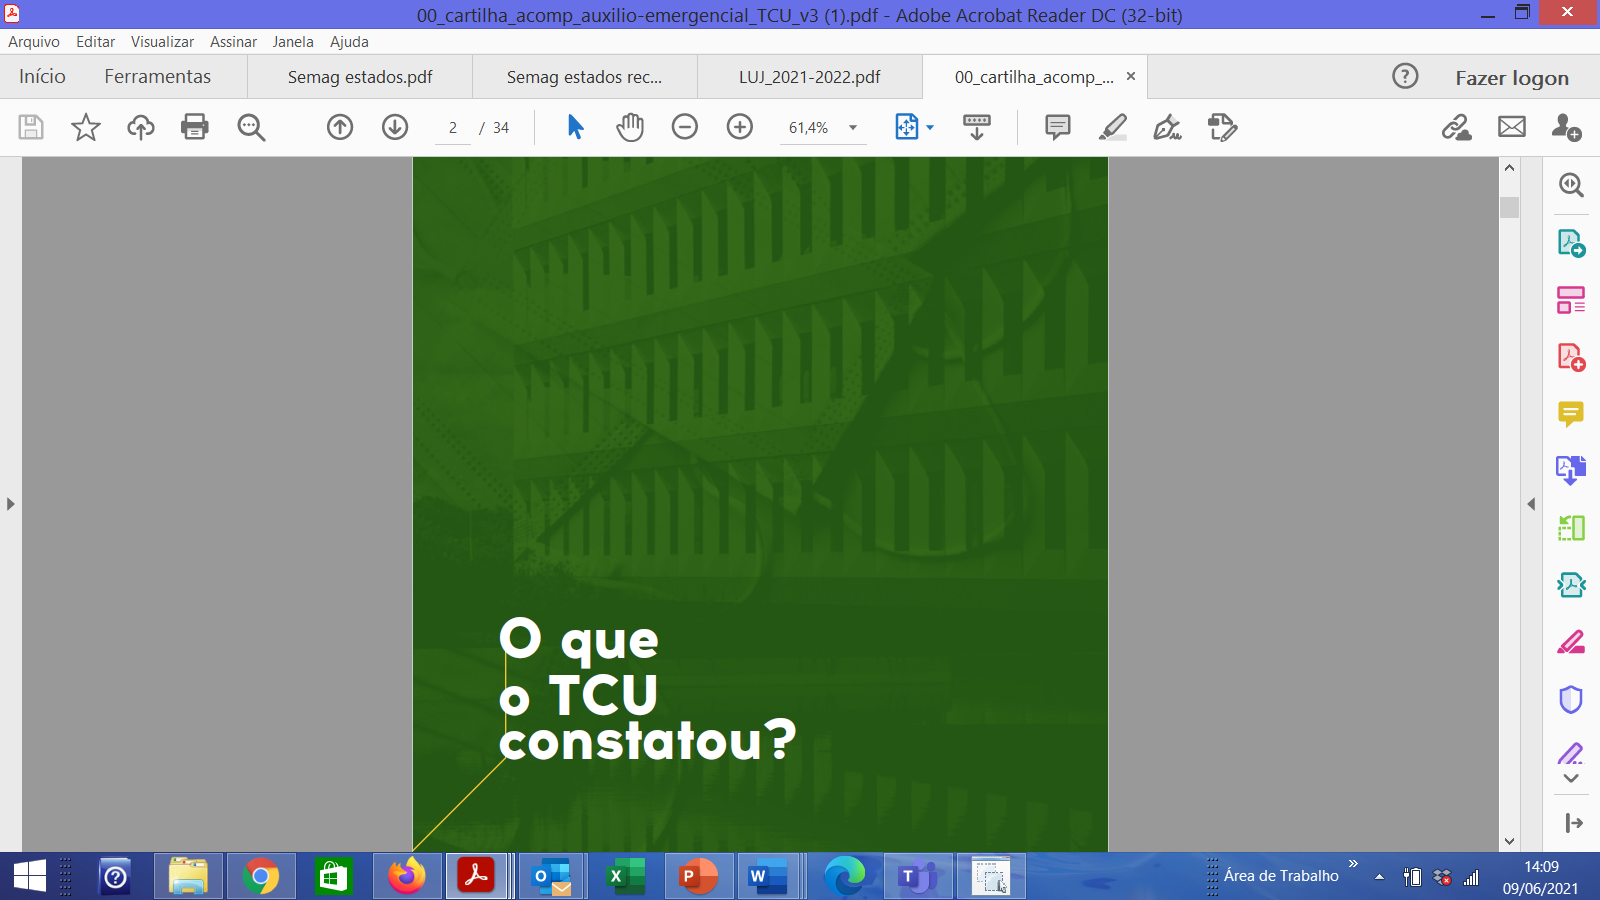 00_cartilha_acomp_auxilio-emergencial_TCU_v3 (1).pdf - Adobe Acrobat Reader DC (32-bit)
Arquivo Editar Visualizar Assinar Janela Ajuda
Início Ferramentas Semag estados.pdf Semag estados rec... LUJ_2021-2022.pdf 00_cartilha_acomp_... × Fazer logon
2 / 34 61,4%
O que
o TCU
constatou?
Área de Trabalho
14:09
09/06/2021